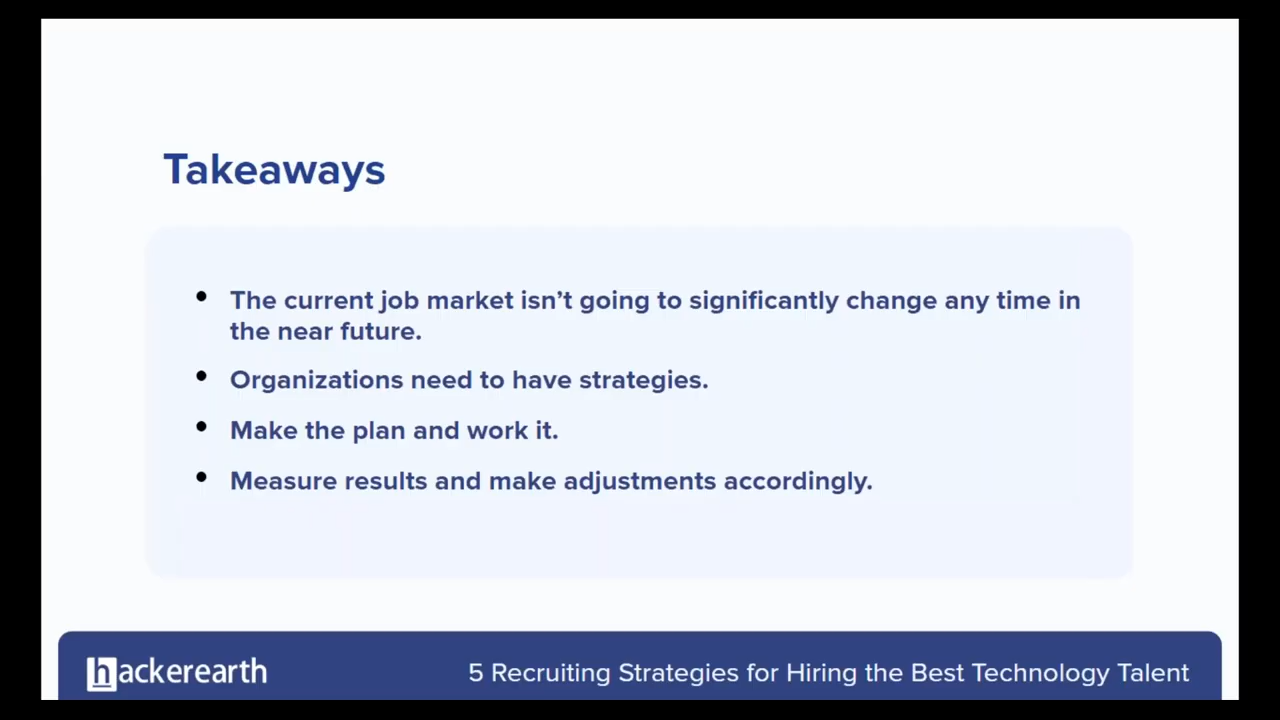 Takeaways
• The current job market isn’t going to significantly change any time in
the near future.
• Organizations need to have strategies.
• Make the plan and work it.
• Measure results and make adjustments accordingly.
hackerearth
5 Recruiting Strategies for Hiring the Best Technology Talent